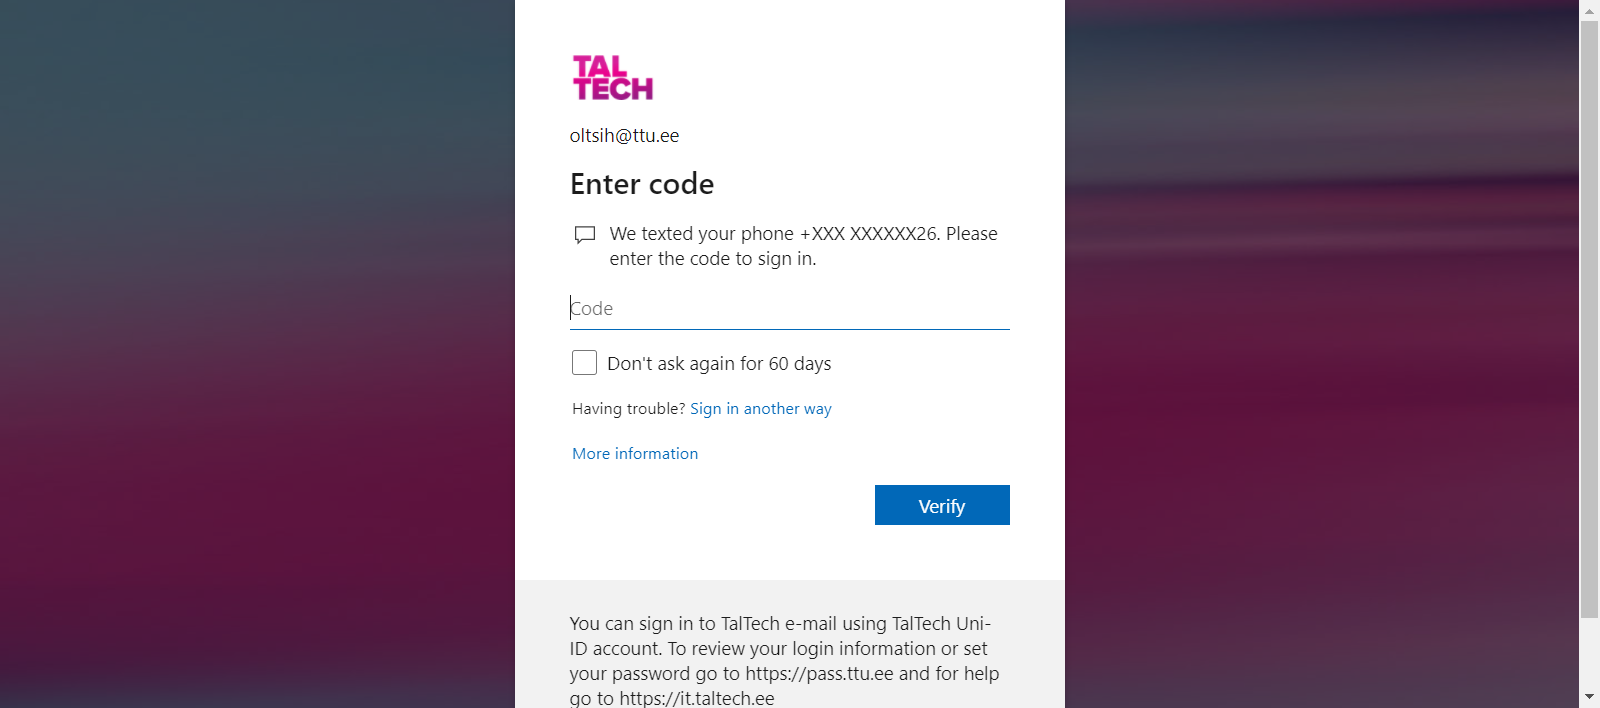 TAL
TECH
oltsih@ttu.ee
Enter code
We texted your phone +XXX XXXXXX26. Please
enter the code to sign in.
Code
Don't ask again for 60 days
Having trouble? Sign in another way
More information
Verify
You can sign in to TalTech e-mail using TalTech Uni-
ID account. To review your login information or set
your password go to https://pass.ttu.ee and for help
go to https://it.taltech.ee